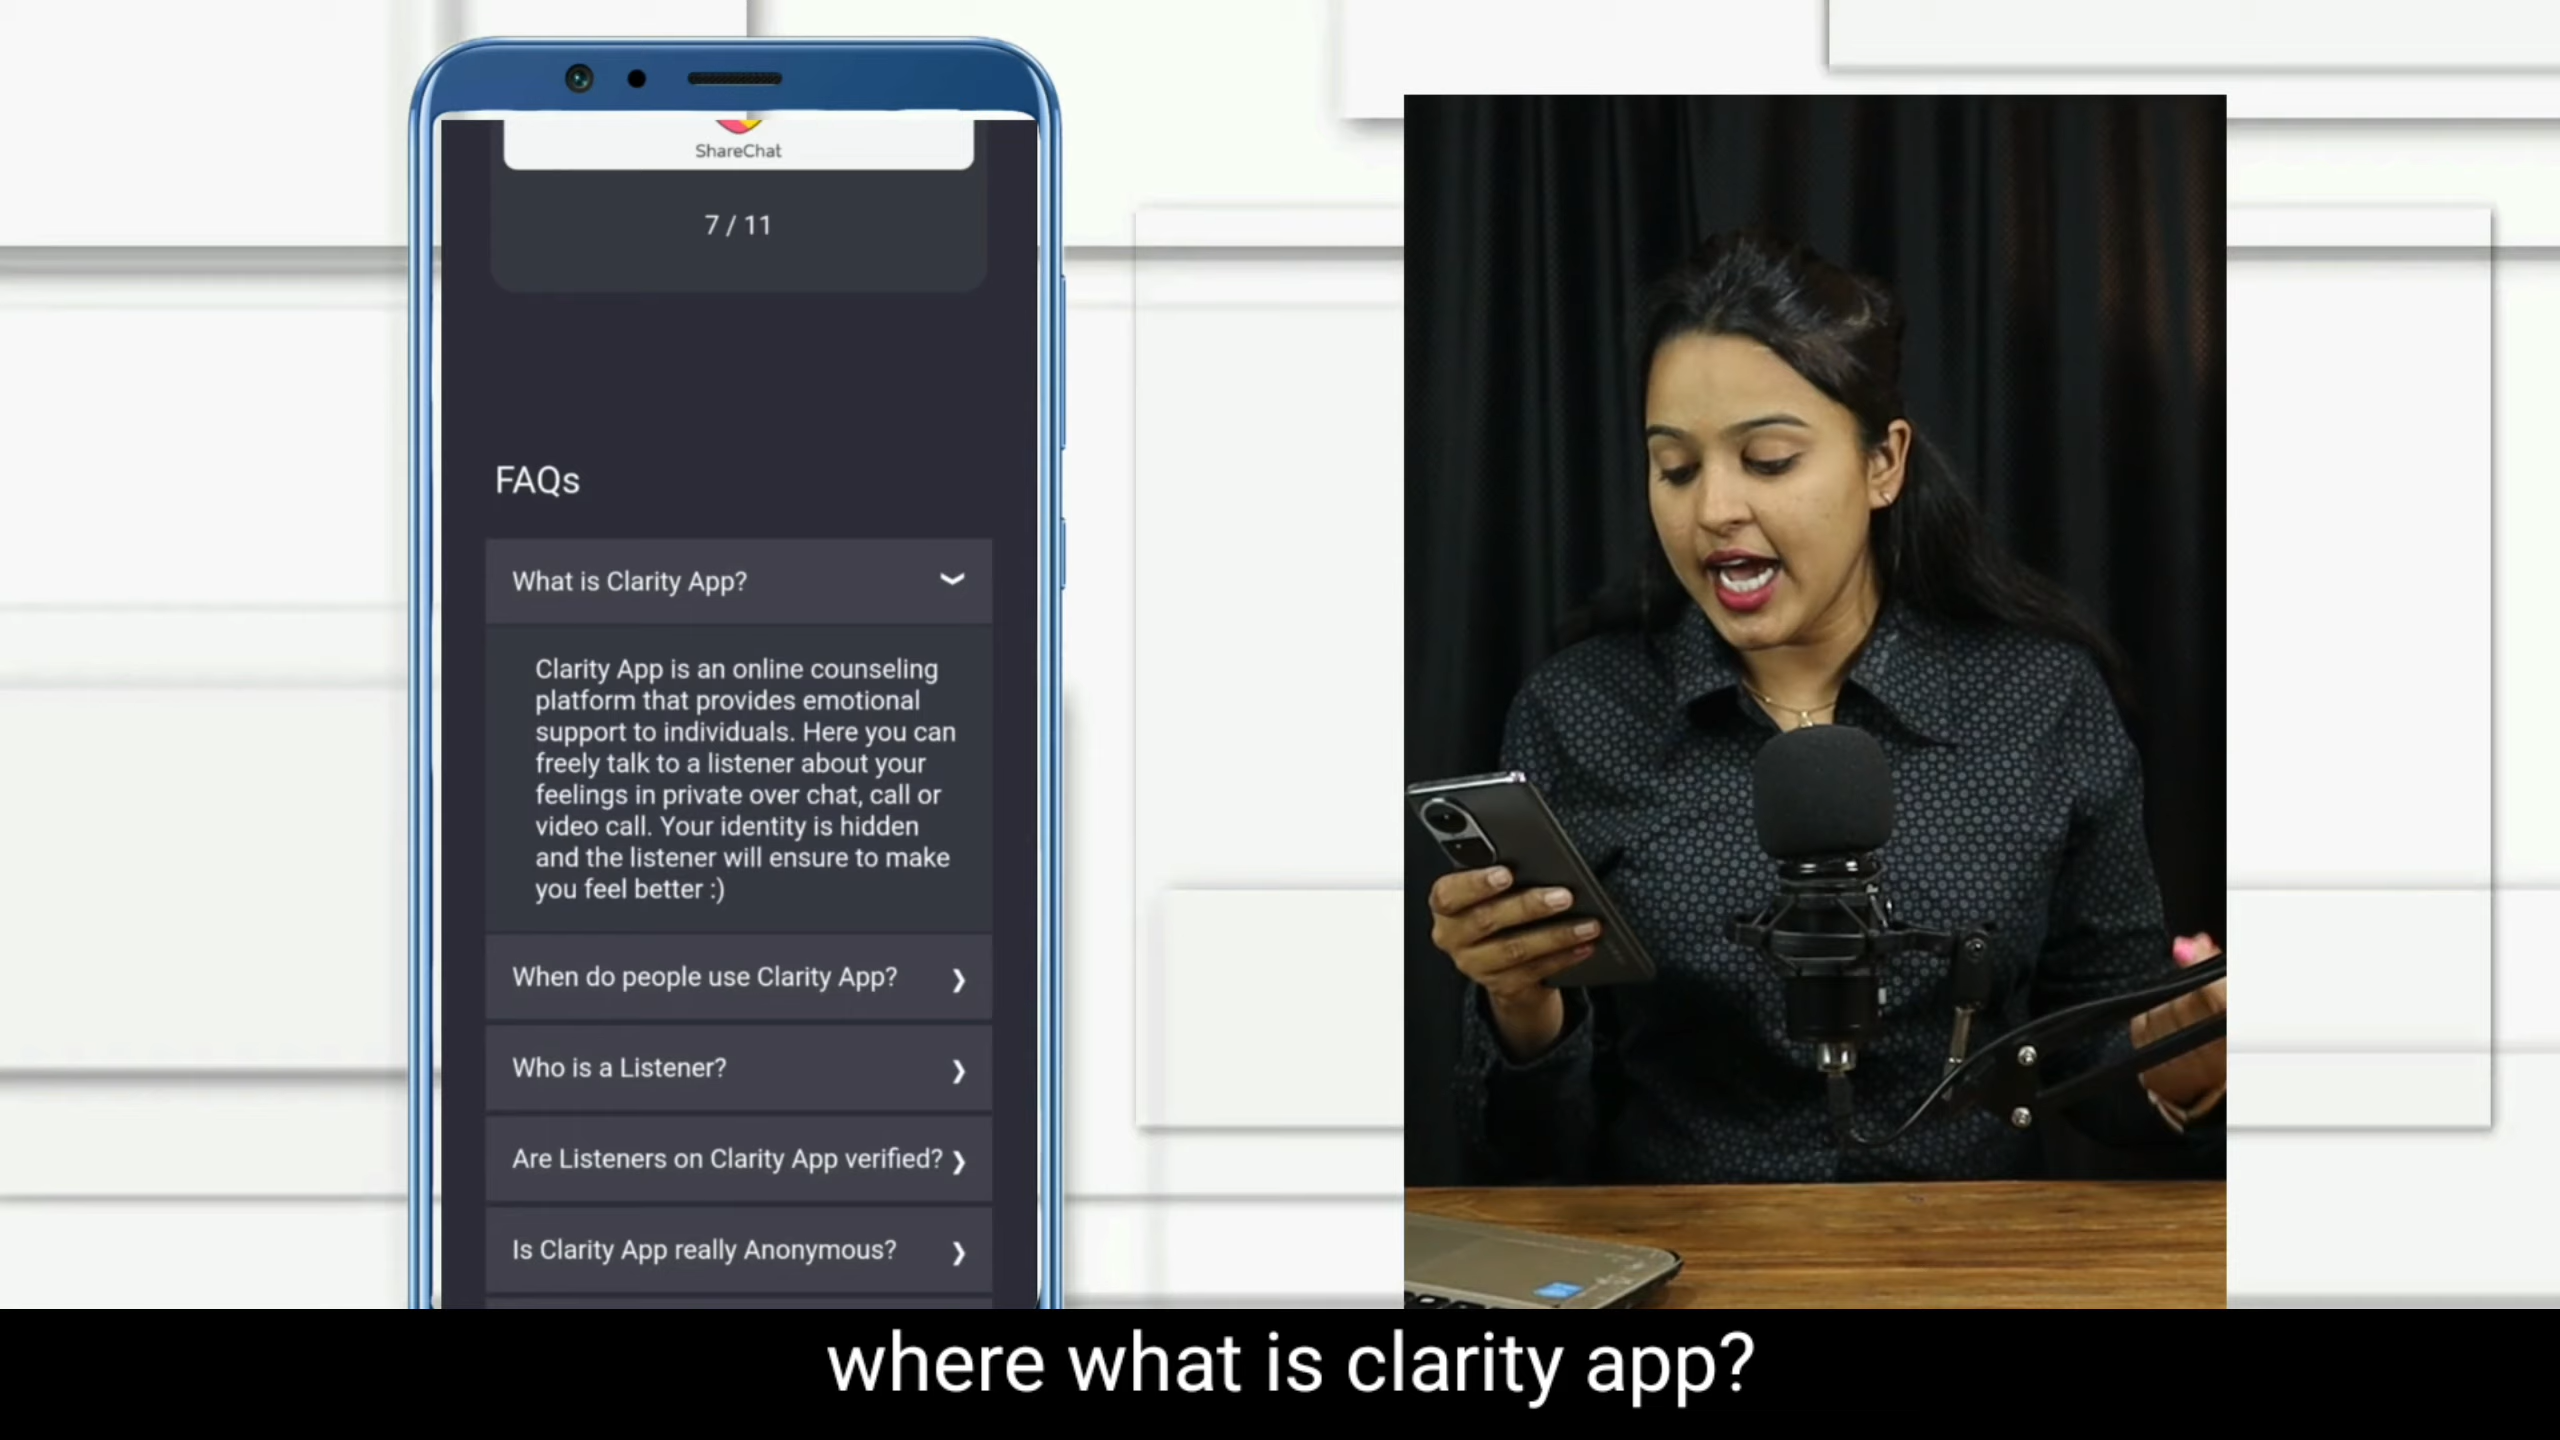 ShareChat
7 / 11
FAQs
What is Clarity App?
Clarity App is an online counseling
platform that provides emotional
support to individuals. Here you can
freely talk to a listener about your
feelings in private over chat, call or
video call. Your identity is hidden
and the listener will ensure to make
you feel better :)
When do people use Clarity App?
Who is a Listener?
Are Listeners on Clarity App verified?
Is Clarity App really Anonymous?
where what is clarity app?